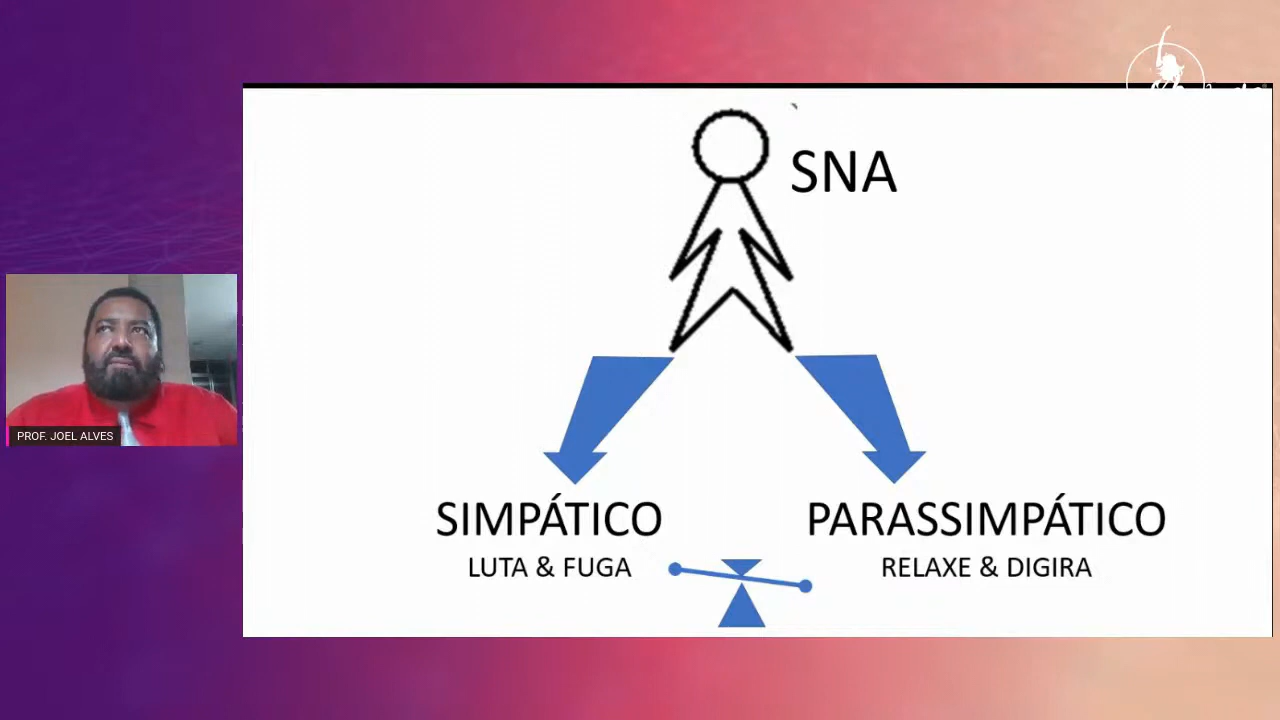 SNA
PROF. JOEL ALVES
SIMPÁTICO
PARASSIMPÁTICO
LUTA & FUGA
RELAXE & DIGIRA